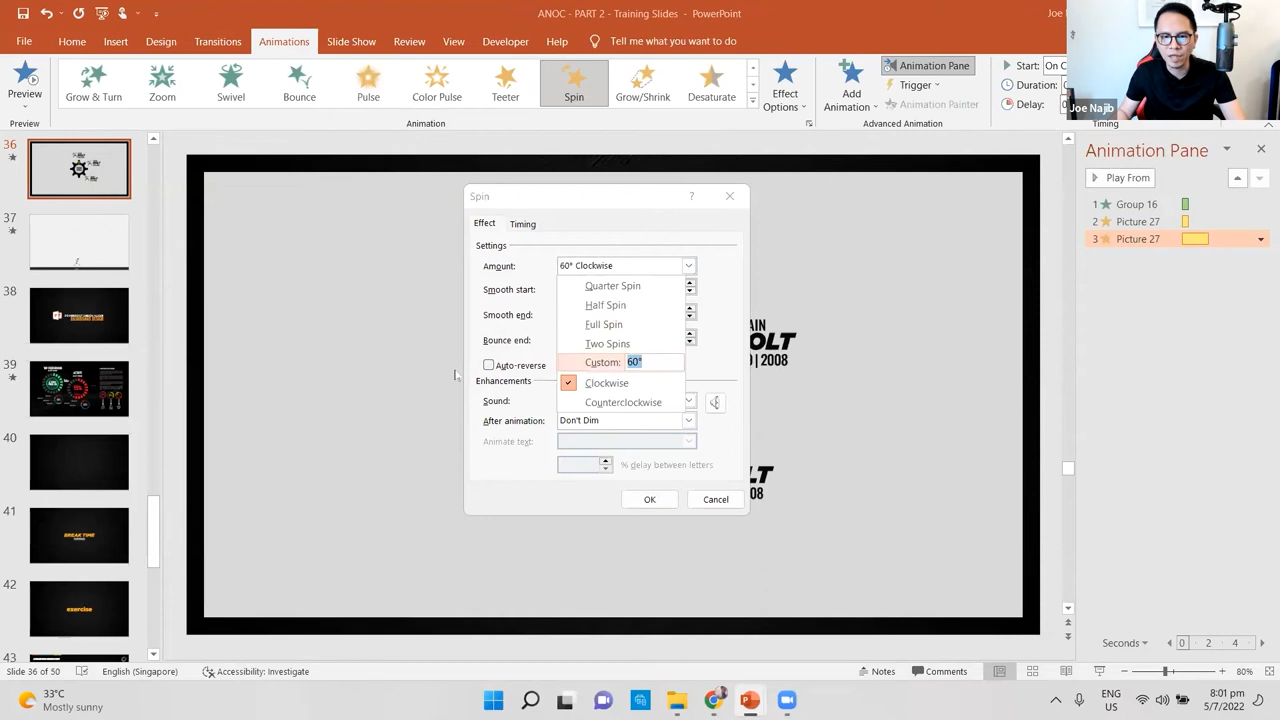 ANOC - PART 2 - Training Slides - PowerPoint
Joe N
File
Home
Insert
Design
Transitions
Animations
Slide Show
Review
View
Developer
Help
Tell me what you want to do
Preview
Grow & Turn
Zoom
Swivel
Bounce
Pulse
Color Pulse
Teeter
Spin
Grow/Shrink
Desaturate
Effect
Options
Add
Animation
Animation Pane
Trigger
Animation Painter
Start: On C
Duration:
Delay:
Joe Najib
Preview
Animation
Advanced Animation
Timing
36
37
38
39
40
41
BREAK TIME
42
exercise
43
Spin
?
Effect
Timing
Settings
Amount:
60° Clockwise
Smooth start:
Smooth end:
Bounce end:
Auto-reverse
Quarter Spin
Half Spin
Full Spin
Two Spins
Custom: 60°
Clockwise
Counterclockwise
Enhancements
Sound:
After animation:
Don't Dim
Animate text:
% delay between letters
OK
Cancel
AIN
OLT
| 2008
LT
08
Animation Pane
Play From
1 Group 16
2 Picture 27
3 Picture 27
Seconds
0 2 4
Slide 36 of 50
English (Singapore)
Accessibility: Investigate
Notes
Comments
80%
33°C
Mostly sunny
ENG
US
8:01 pm
5/7/2022